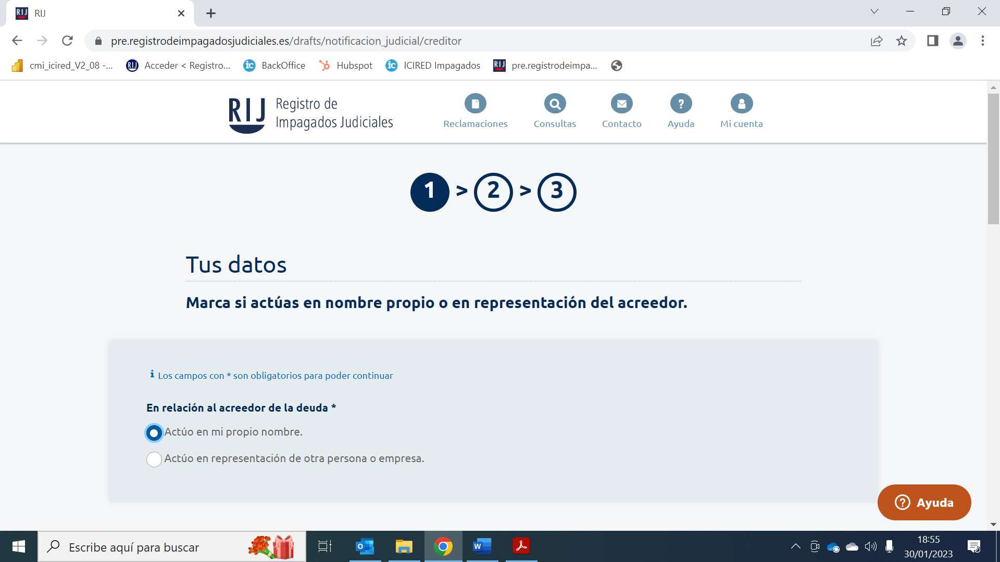 RIJ
pre.registrodeimpagadosjudiciales.es/drafts/notificacion_judicial/creditor
cmi_icired_V2_08 -...
RIJ
Acceder < Registro...
ic
BackOffice
Hubspot
ic
ICIRED Impagados
RIJ
pre.registrodeimpa...
RIJ Registro de
Impagados Judiciales
Reclamaciones
Consultas
Contacto
Ayuda
Mi cuenta
1 > 2 > 3
Tus datos
Marca si actúas en nombre propio o en representación del acreedor.
Los campos con * son obligatorios para poder continuar
En relación al acreedor de la deuda *
Actúo en mi propio nombre.
Actúo en representación de otra persona o empresa.
Ayuda
Escribe aquí para buscar
18:55
30/01/2023